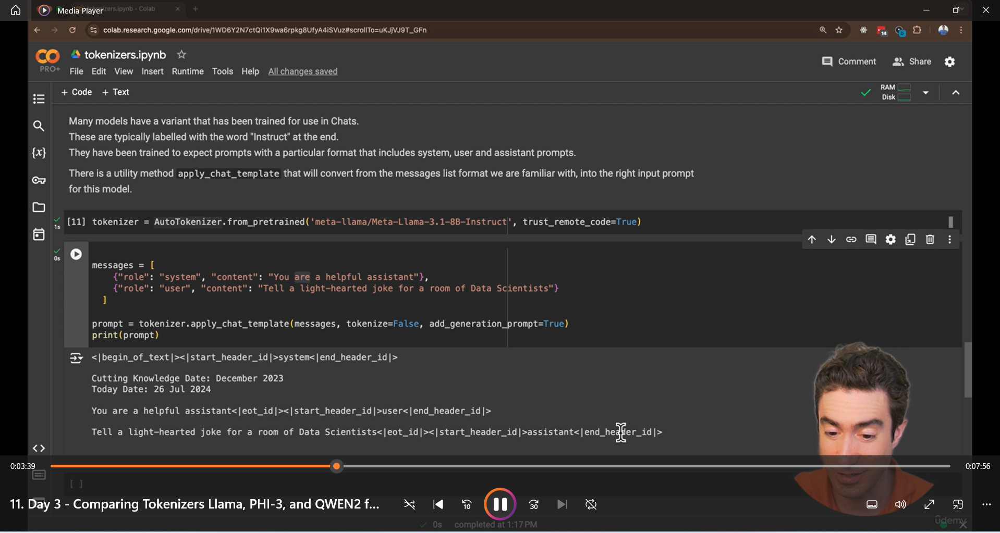 Media Player
tokenizers.ipynb - Colab
colab.research.google.com/drive/1WD6Y2N7ctQi1X9wa6rpkg8UfyA4iSVuz#scrollTo=uKJjVJ9T_GFn
14
D
CO
PRO+
tokenizers.ipynb
File Edit View Insert Runtime Tools Help All changes saved
Comment Share
+ Code + Text
RAM
Disk
Many models have a variant that has been trained for use in Chats.
These are typically labelled with the word "Instruct" at the end.
They have been trained to expect prompts with a particular format that includes system, user and assistant prompts.
There is a utility method apply_chat_template that will convert from the messages list format we are familiar with, into the right input prompt
for this model.
1s
[11] tokenizer = AutoTokenizer.from_pretrained('meta-llama/Meta-Llama-3.1-8B-Instruct', trust_remote_code=True)
0s
messages = [
{"role": "system", "content": "You are a helpful assistant"},
{"role": "user", "content": "Tell a light-hearted joke for a room of Data Scientists"}
]
prompt = tokenizer.apply_chat_template(messages, tokenize=False, add_generation_prompt=True)
print(prompt)
<|begin_of_text|><|start_header_id|>system<|end_header_id|>
Cutting Knowledge Date: December 2023
Today Date: 26 Jul 2024
You are a helpful assistant<|eot_id|><|start_header_id|>user<|end_header_id|>
Tell a light-hearted joke for a room of Data Scientists<|eot_id|><|start_header_id|>assistant<|end_header_id|>
0:03:39
0:07:56
[ ]
11. Day 3 - Comparing Tokenizers Llama, PHI-3, and QWEN2 f...
10
30
0s completed at 1:17 PM
ûdemy